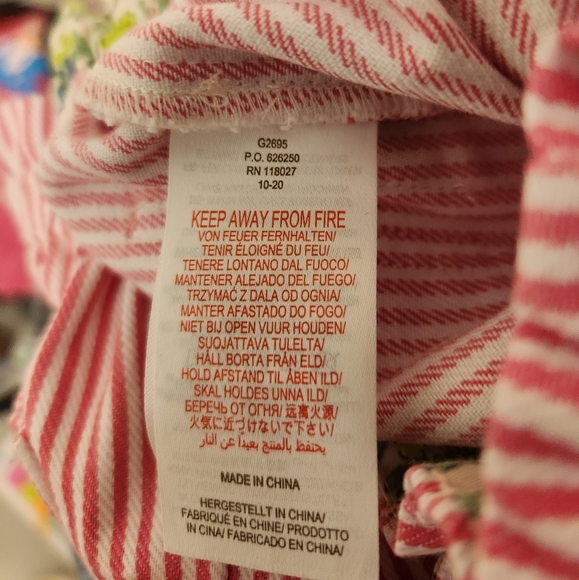 G2695
P.O. 626250
RN 118027
10-20
KEEP AWAY FROM FIRE
VON FEUER FERNHALTEN/
TENIR ÉLOIGNÉ DU FEU/
TENERE LONTANO DAL FUOCO/
MANTENER ALEJADO DEL FUEGO/
TRZYMAĆ Z DALA OD OGNIA/
MANTER AFASTADO DO FOGO/
NIET BIJ OPEN VUUR HOUDEN/
SUOJATTAVA TULELTA/
HÅLL BORTA FRÅN ELD/
HOLD AFSTAND TIL ÅBEN ILD/
SKAL HOLDES UNNA ILD/
БЕРЕЧЬ ОТ ОГНЯ/ 远离火源/
火気に近づけないで下さい/
يحتفظ بالمنتج بعيدا عن النار
MADE IN CHINA
HERGESTELLT IN CHINA/
FABRIQUÉ EN CHINE/ PRODOTTO
IN CINA/ FABRICADO EN CHINA/